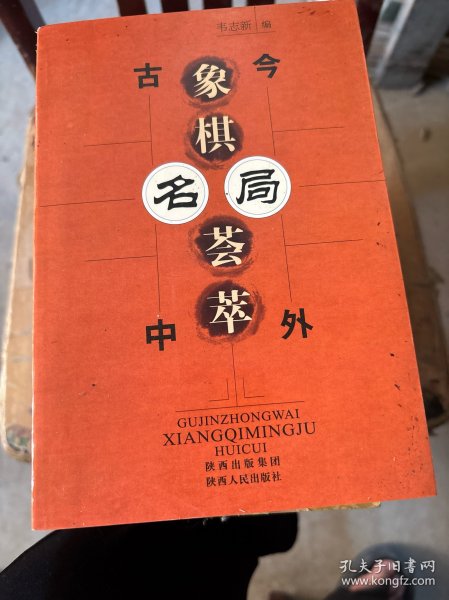 韦志新 编
古 今
象
棋
名 局
荟
萃
中 外
GUJINZHONGWAI
XIANGQIMINGJU
HUICUI
陕西出版集团
陕西人民出版社
孔夫子旧书网
www.kongfz.com